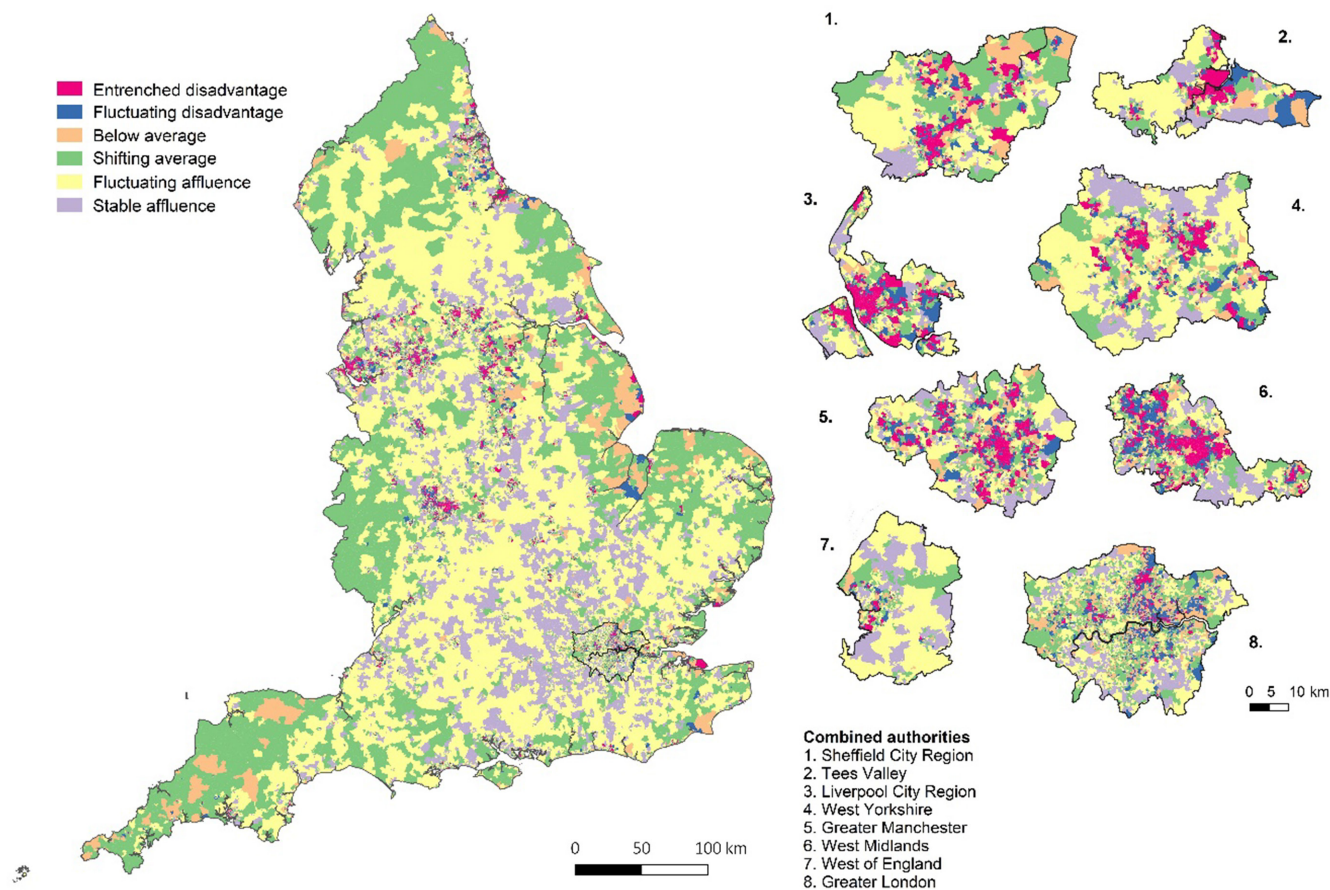 Entrenched disadvantage
Fluctuating disadvantage
Below average
Shifting average
Fluctuating affluence
Stable affluence
0 50 100 km
1.
2.
3.
4.
5.
6.
7.
8.
0 5 10 km
Combined authorities
1. Sheffield City Region
2. Tees Valley
3. Liverpool City Region
4. West Yorkshire
5. Greater Manchester
6. West Midlands
7. West of England
8. Greater London